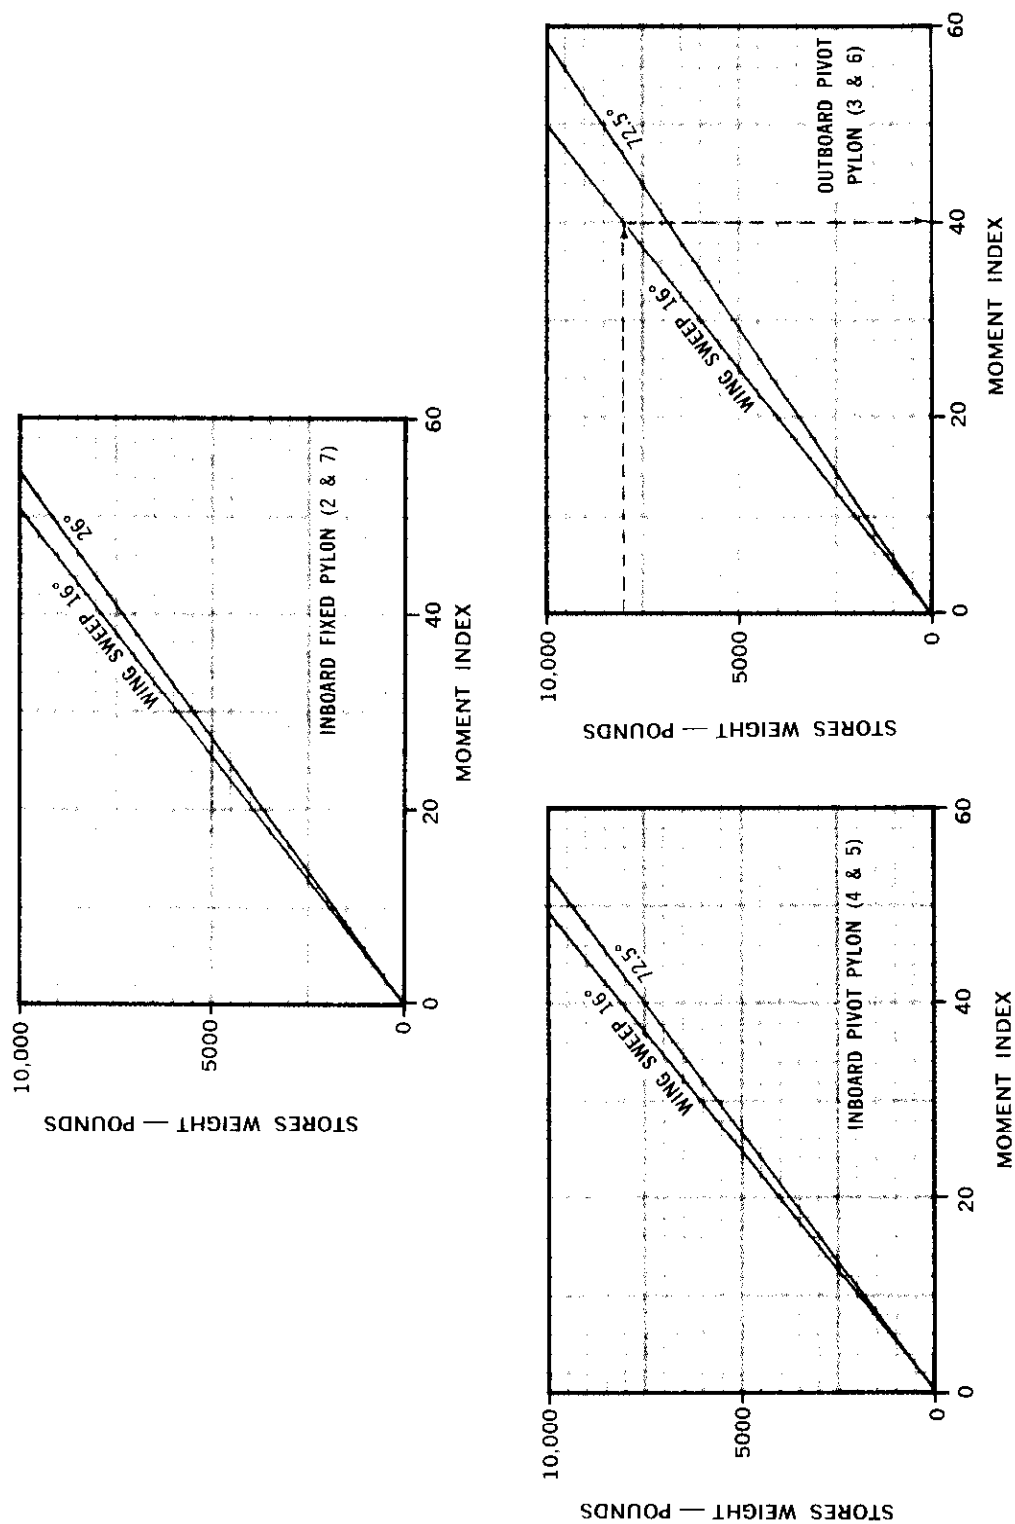 STORES WEIGHT — POUNDS
10,000
5000
0
WING SWEEP 16°
26°
INBOARD FIXED PYLON (2 & 7)
0
20
40
60
MOMENT INDEX
STORES WEIGHT — POUNDS
10,000
5000
0
WING SWEEP 16°
72.5°
INBOARD PIVOT PYLON (4 & 5)
0
20
40
60
MOMENT INDEX
STORES WEIGHT — POUNDS
10,000
5000
0
WING SWEEP 16°
72.5°
OUTBOARD PIVOT
PYLON (3 & 6)
0
20
40
60
MOMENT INDEX